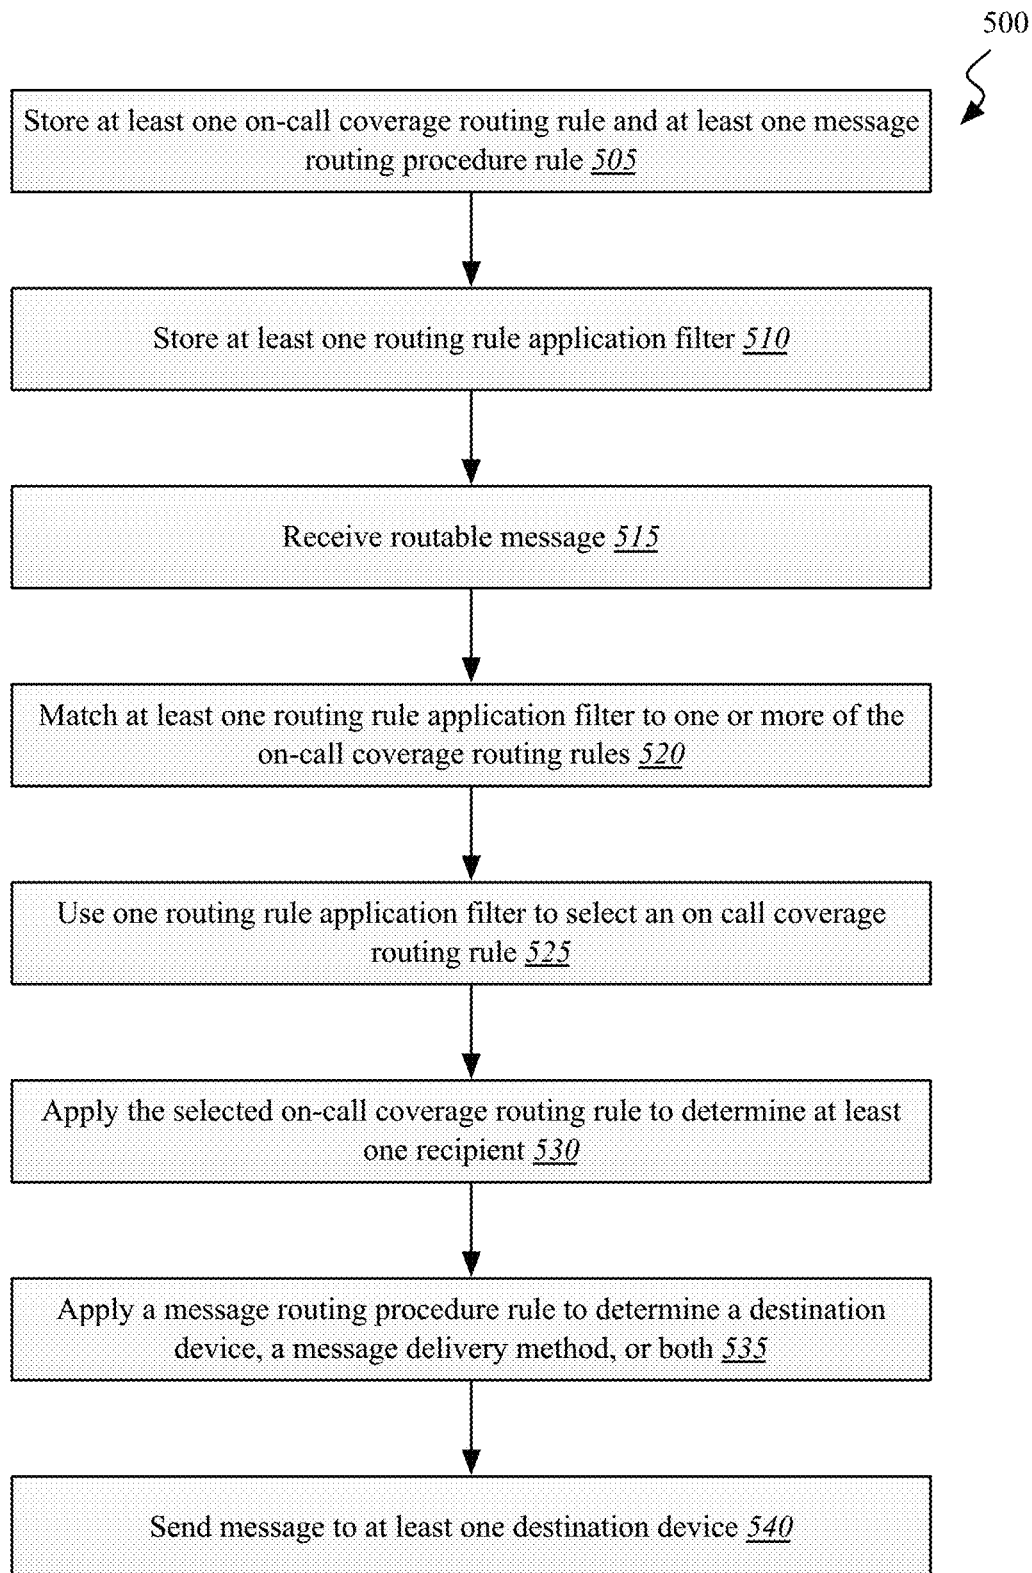 500
Store at least one on-call coverage routing rule and at least one message
routing procedure rule 505
Store at least one routing rule application filter 510
Receive routable message 515
Match at least one routing rule application filter to one or more of the
on-call coverage routing rules 520
Use one routing rule application filter to select an on call coverage
routing rule 525
Apply the selected on-call coverage routing rule to determine at least
one recipient 530
Apply a message routing procedure rule to determine a destination
device, a message delivery method, or both 535
Send message to at least one destination device 540